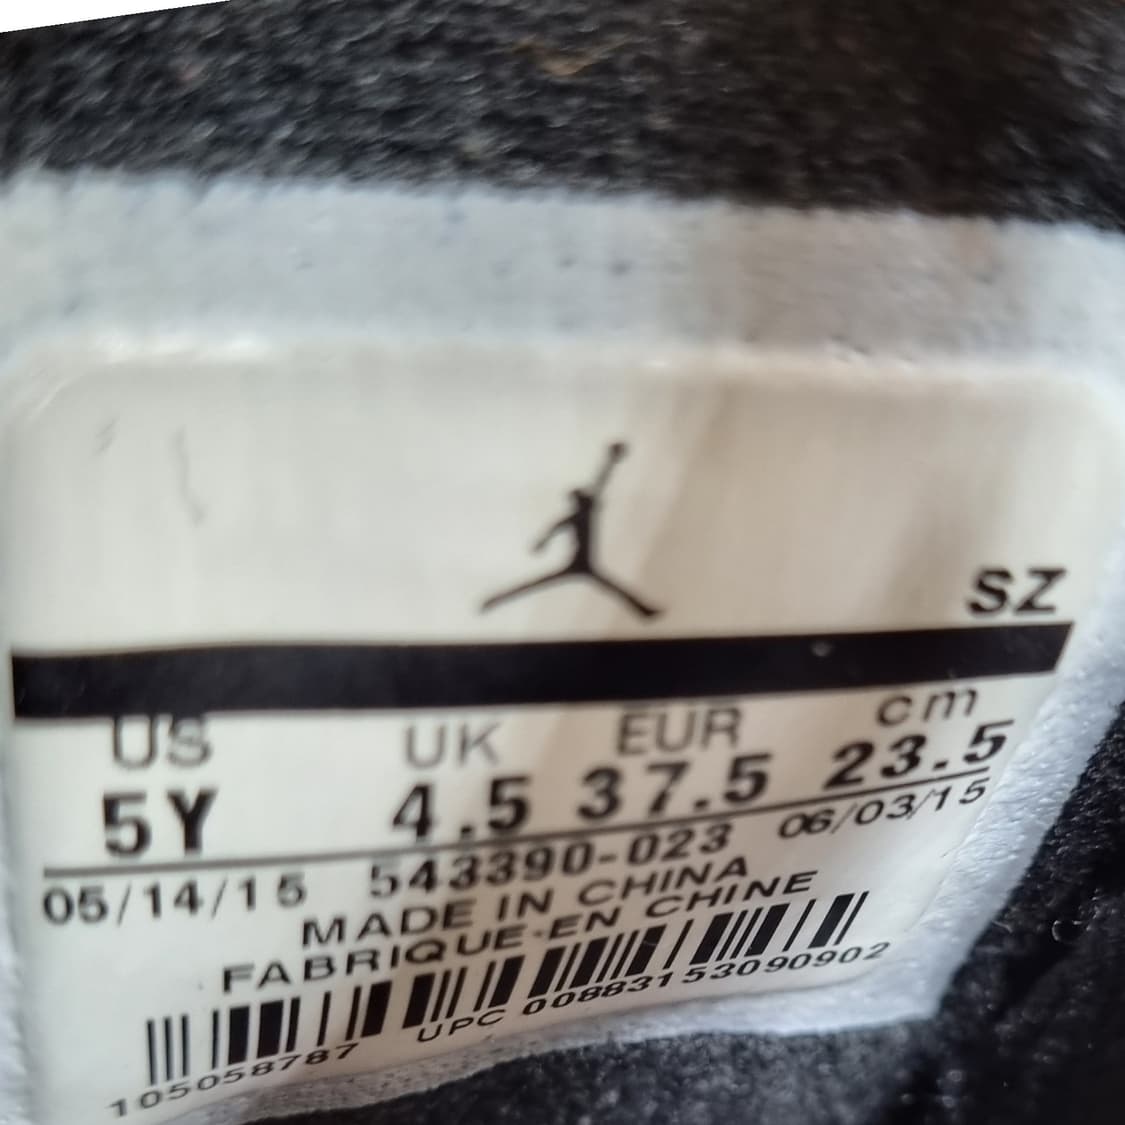 SZ
US UK EUR cm
5Y 4.5 37.5 23.5
05/14/15 543390-023 06/03/15
MADE IN CHINA
FABRIQUE EN CHINE
105058787 UPC 00883153090902